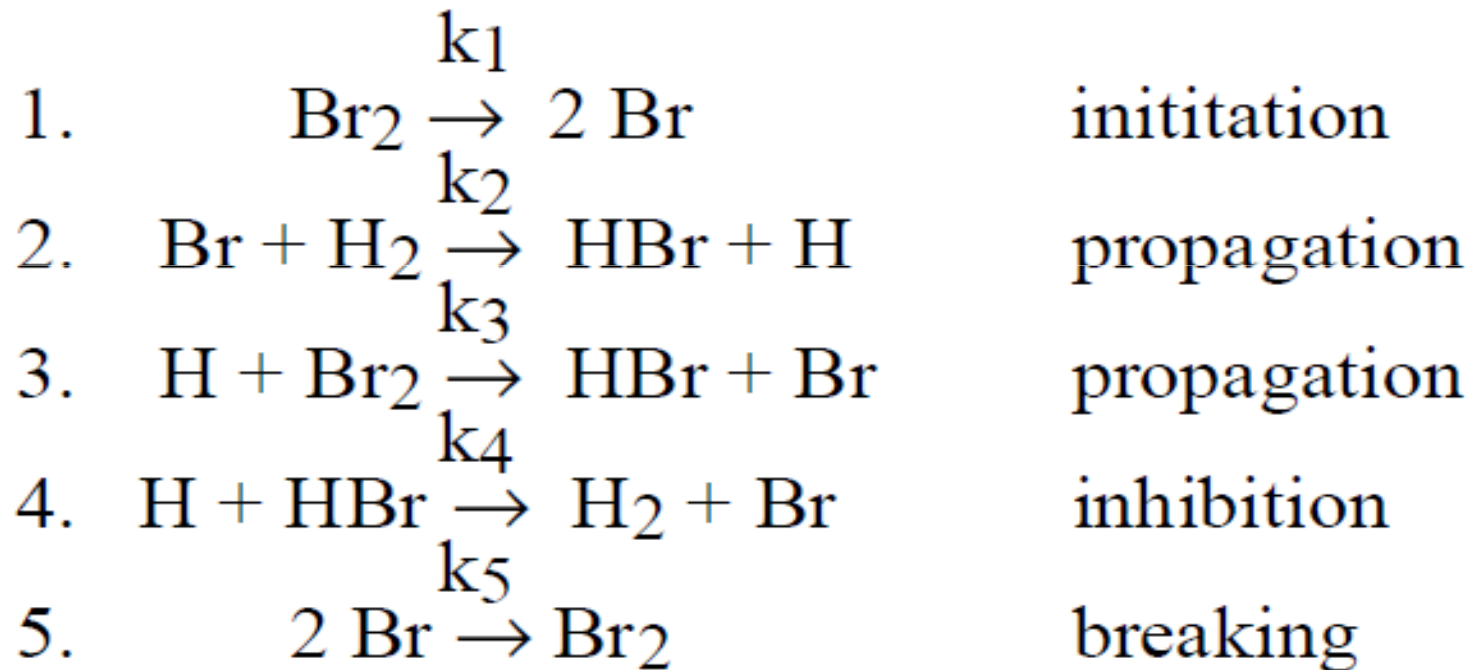 k1
1. Br2 → 2 Br inititation
k2
2. Br + H2 → HBr + H propagation
k3
3. H + Br2 → HBr + Br propagation
k4
4. H + HBr → H2 + Br inhibition
k5
5. 2 Br → Br2 breaking